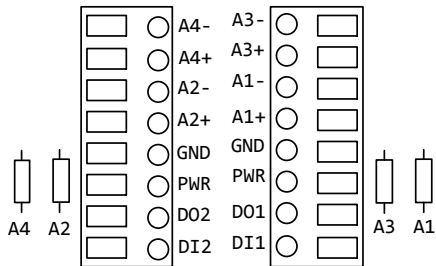 A4- A3-
A4+ A3+
A2- A1-
A2+ A1+
GND GND
PWR PWR
DO2 DO1
A4 A2 A3 A1
DI2 DI1